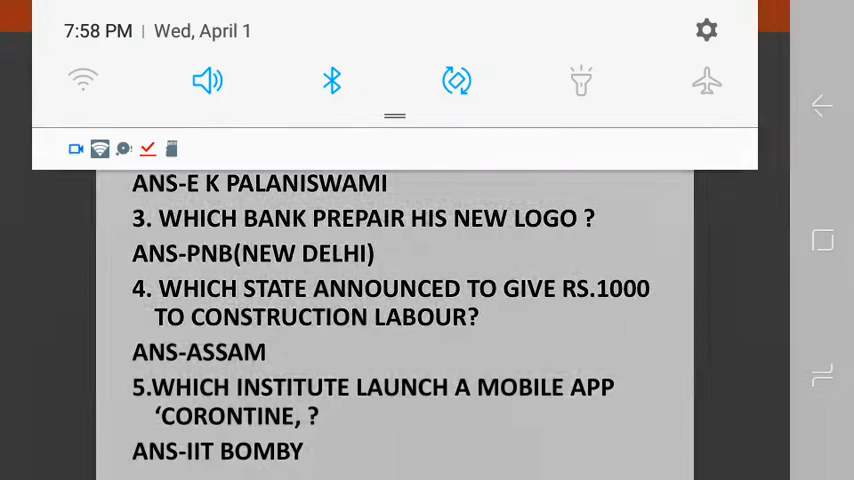 7:58 PM | Wed, April 1
ANS-E K PALANISWAMI
3. WHICH BANK PREPAIR HIS NEW LOGO ?
ANS-PNB(NEW DELHI)
4. WHICH STATE ANNOUNCED TO GIVE RS.1000
TO CONSTRUCTION LABOUR?
ANS-ASSAM
5.WHICH INSTITUTE LAUNCH A MOBILE APP
‘CORONTINE, ?
ANS-IIT BOMBY